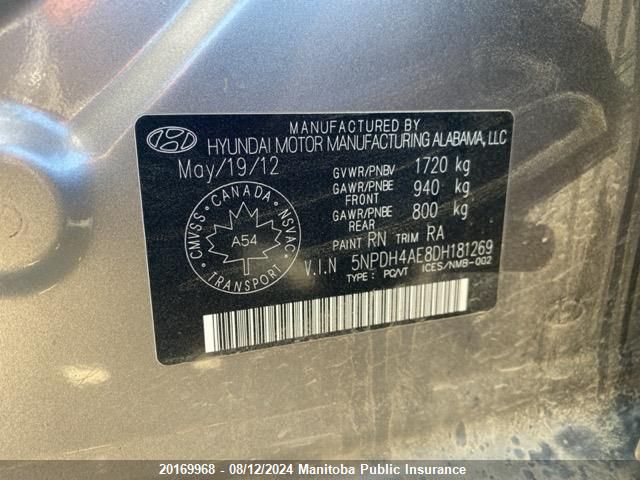 MANUFACTURED BY
HYUNDAI MOTOR MANUFACTURING ALABAMA, LLC
May/19/12
GVWR/PNBV 1720 kg
GAWR/PNBE FRONT 940 kg
GAWR/PNBE REAR 800 kg
PAINT RN TRIM RA
CMVSS · CANADA · NSVAC · TRANSPORT
A54
V.I.N 5NPDH4AE8DH181269
TYPE : PQ/VT ICES/NMB-002
20169968 - 08/12/2024 Manitoba Public Insurance